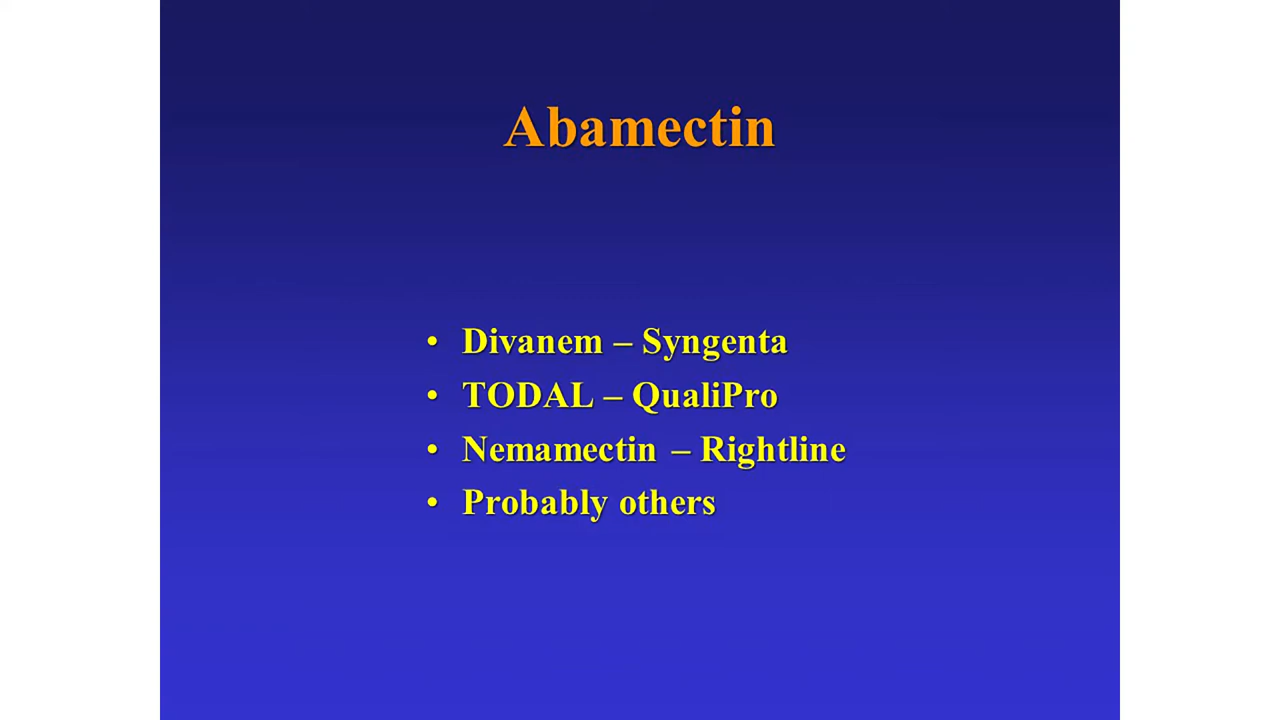 Abamectin
• Divanem – Syngenta
• TODAL – QualiPro
• Nemamectin – Rightline
• Probably others